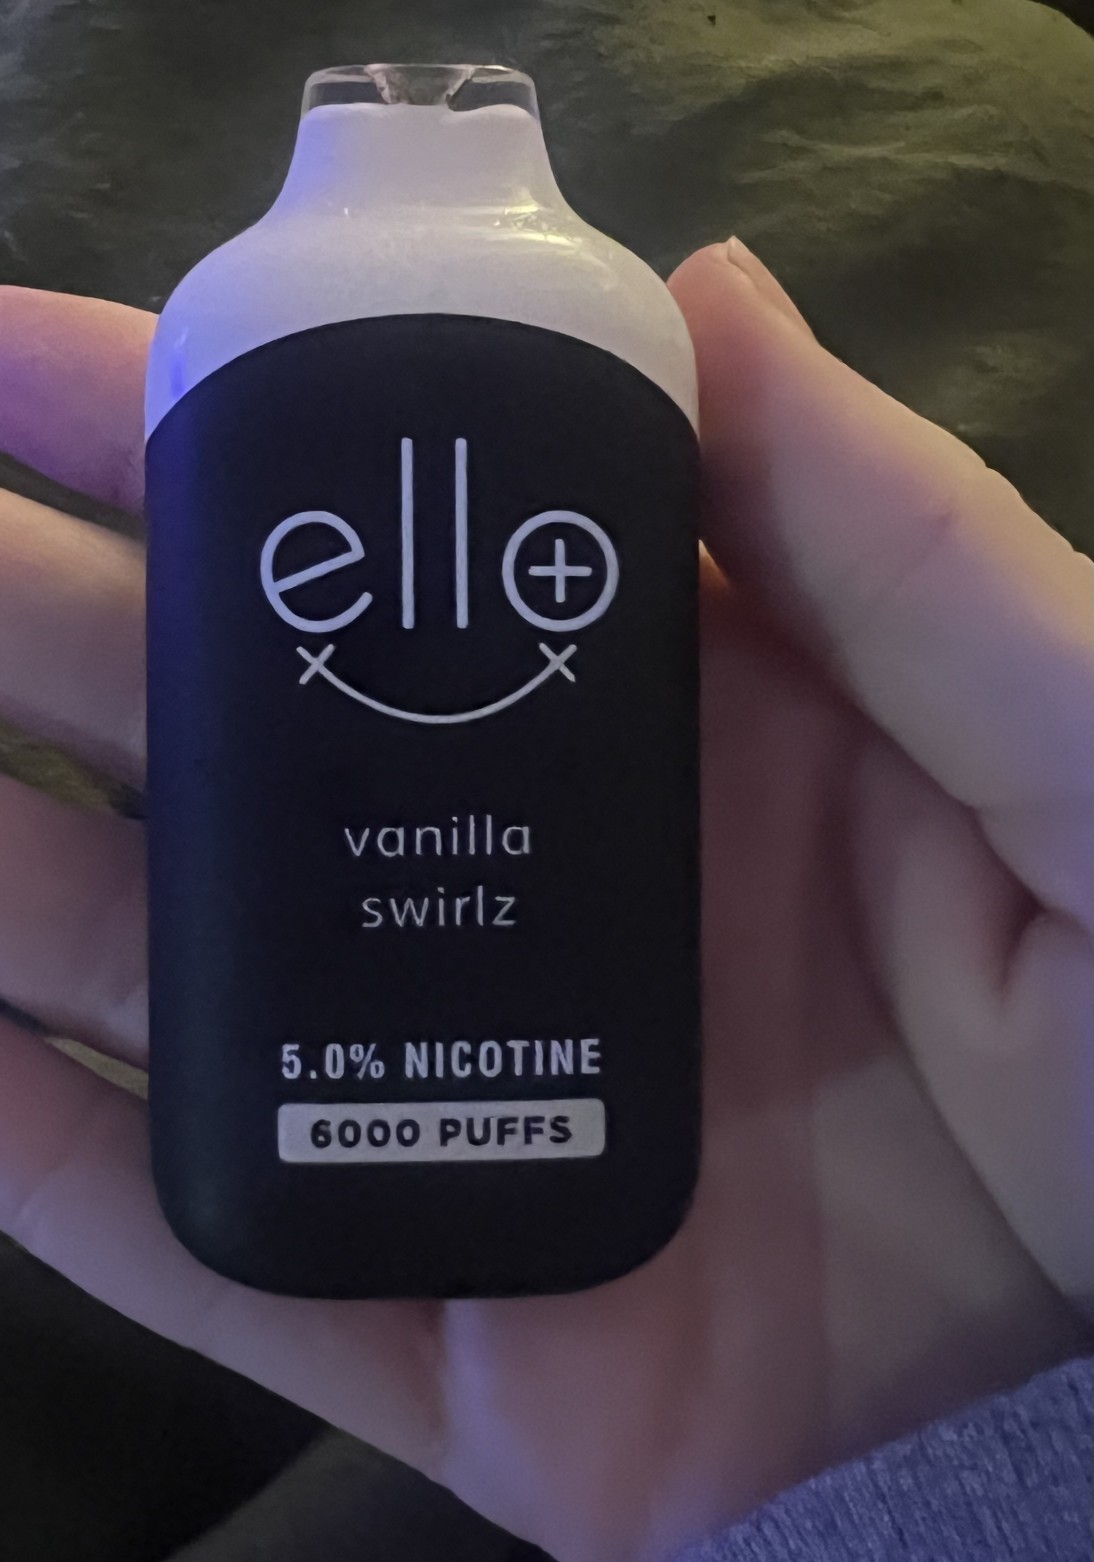 ello
vanilla
swirlz
5.0% NICOTINE
6000 PUFFS